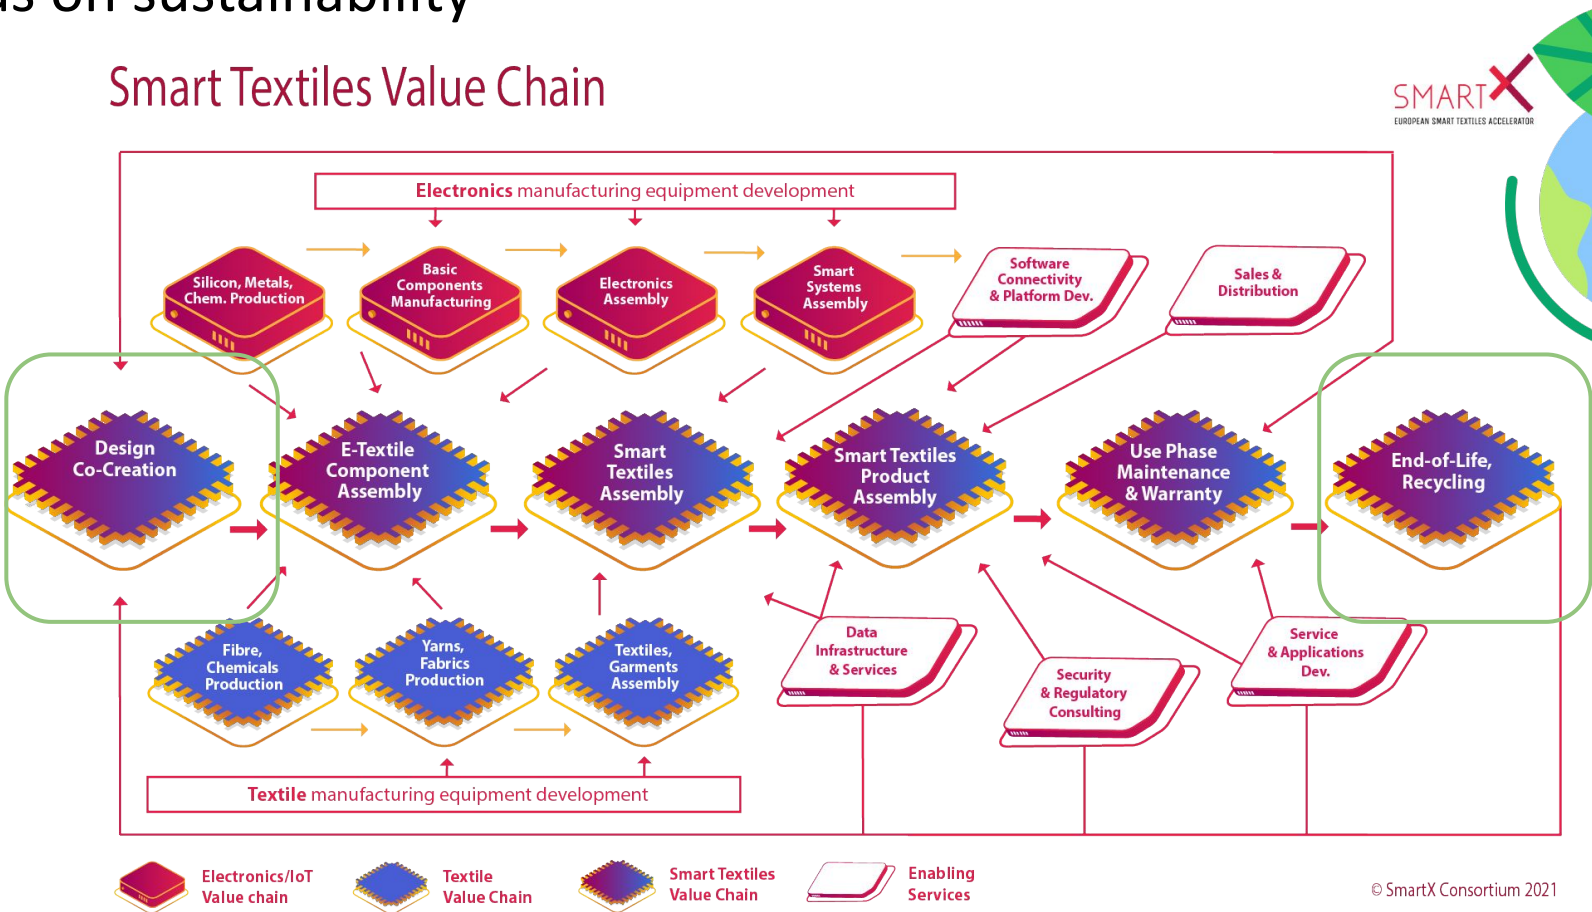 on sustainability
Smart Textiles Value Chain
SMART X
EUROPEAN SMART TEXTILES ACCELERATOR
Electronics manufacturing equipment development
Silicon, Metals,
Chem. Production
Basic
Components
Manufacturing
Electronics
Assembly
Smart
Systems
Assembly
Software
Connectivity
& Platform Dev.
Sales &
Distribution
Design
Co-Creation
E-Textile
Component
Assembly
Smart
Textiles
Assembly
Smart Textiles
Product
Assembly
Use Phase
Maintenance
& Warranty
End-of-Life,
Recycling
Fibre,
Chemicals
Production
Yarns,
Fabrics
Production
Textiles,
Garments
Assembly
Data
Infrastructure
& Services
Security
& Regulatory
Consulting
Service
& Applications
Dev.
Textile manufacturing equipment development
Electronics/IoT
Value chain
Textile
Value Chain
Smart Textiles
Value Chain
Enabling
Services
© SmartX Consortium 2021